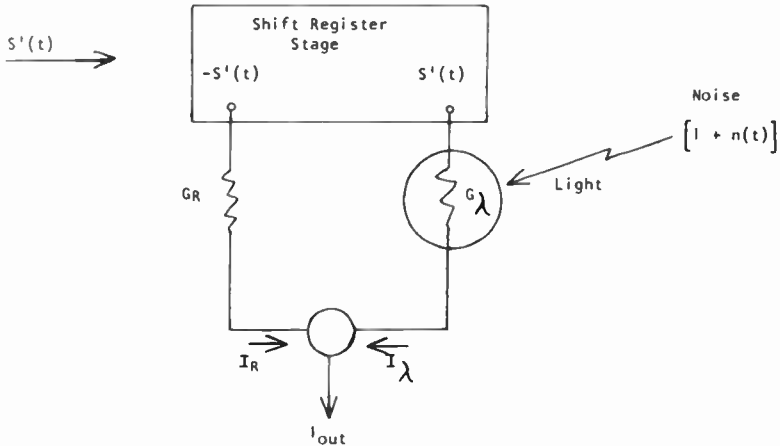 Shift Register
Stage
S'(t)
-S'(t)
S'(t)
Noise
[1 + n(t)]
Light
GR
Gλ
IR
Iλ
Iout